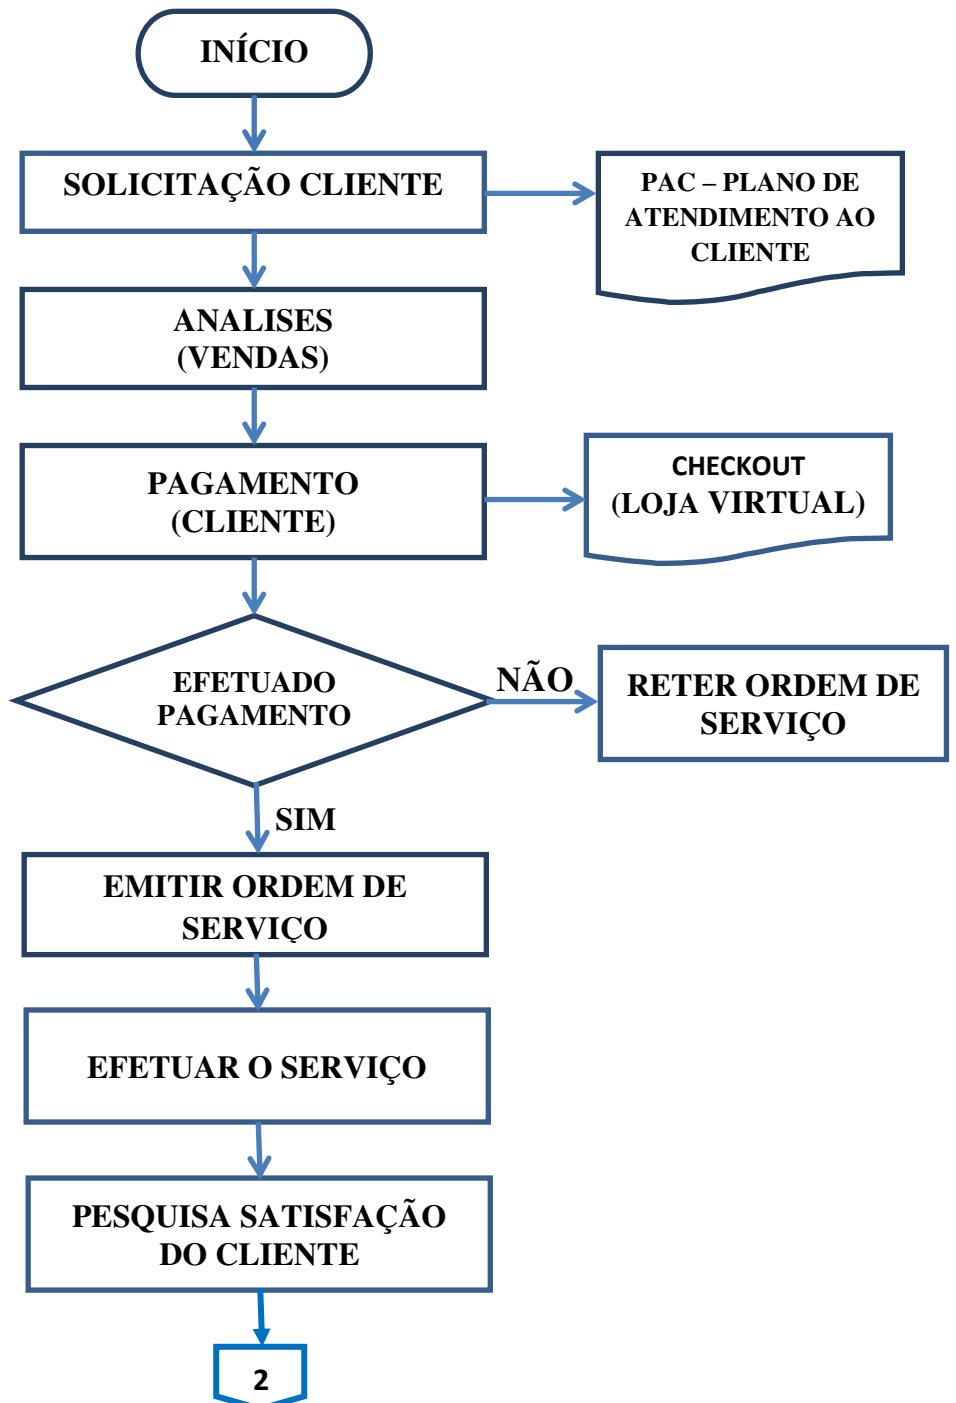 INÍCIO
SOLICITAÇÃO CLIENTE
PAC – PLANO DE
ATENDIMENTO AO
CLIENTE
ANALISES
(VENDAS)
PAGAMENTO
(CLIENTE)
CHECKOUT
(LOJA VIRTUAL)
EFETUADO
PAGAMENTO
NÃO
RETER ORDEM DE
SERVIÇO
SIM
EMITIR ORDEM DE
SERVIÇO
EFETUAR O SERVIÇO
PESQUISA SATISFAÇÃO
DO CLIENTE
2